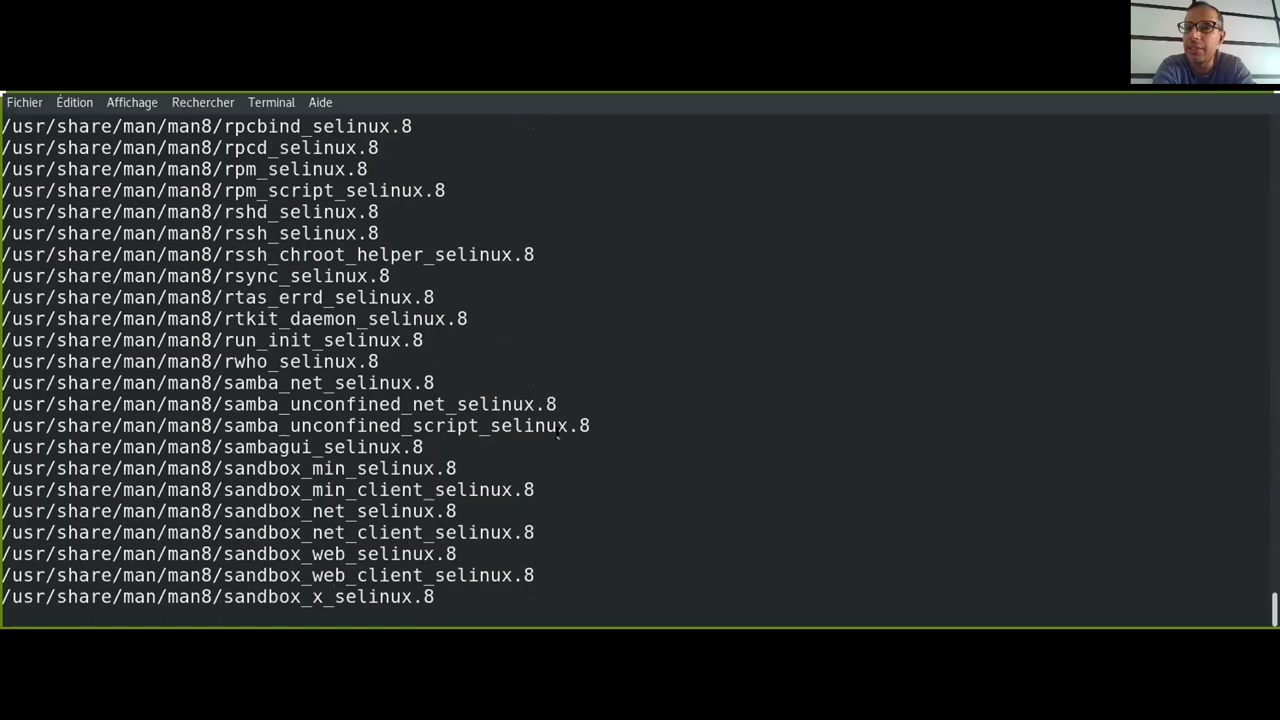 Fichier Édition Affichage Rechercher Terminal Aide
/usr/share/man/man8/rpcbind_selinux.8
/usr/share/man/man8/rpcd_selinux.8
/usr/share/man/man8/rpm_selinux.8
/usr/share/man/man8/rpm_script_selinux.8
/usr/share/man/man8/rshd_selinux.8
/usr/share/man/man8/rssh_selinux.8
/usr/share/man/man8/rssh_chroot_helper_selinux.8
/usr/share/man/man8/rsync_selinux.8
/usr/share/man/man8/rtas_errd_selinux.8
/usr/share/man/man8/rtkit_daemon_selinux.8
/usr/share/man/man8/run_init_selinux.8
/usr/share/man/man8/rwho_selinux.8
/usr/share/man/man8/samba_net_selinux.8
/usr/share/man/man8/samba_unconfined_net_selinux.8
/usr/share/man/man8/samba_unconfined_script_selinux.8
/usr/share/man/man8/sambagui_selinux.8
/usr/share/man/man8/sandbox_min_selinux.8
/usr/share/man/man8/sandbox_min_client_selinux.8
/usr/share/man/man8/sandbox_net_selinux.8
/usr/share/man/man8/sandbox_net_client_selinux.8
/usr/share/man/man8/sandbox_web_selinux.8
/usr/share/man/man8/sandbox_web_client_selinux.8
/usr/share/man/man8/sandbox_x_selinux.8